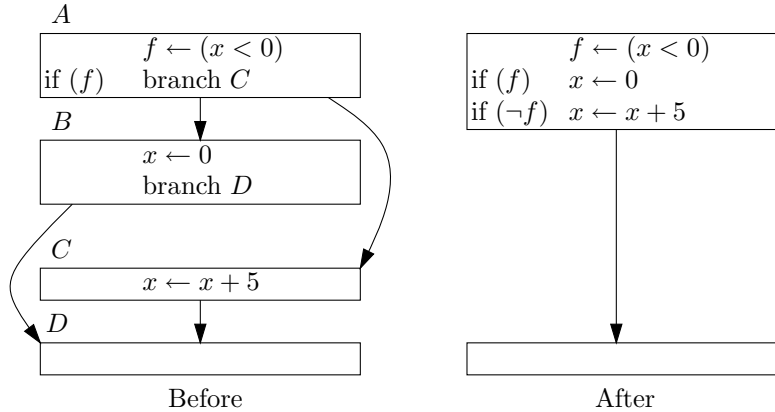 A
f ← (x < 0)
if (f) branch C
B
x ← 0
branch D
C
x ← x + 5
D
Before
f ← (x < 0)
if (f) x ← 0
if (¬f) x ← x + 5
After